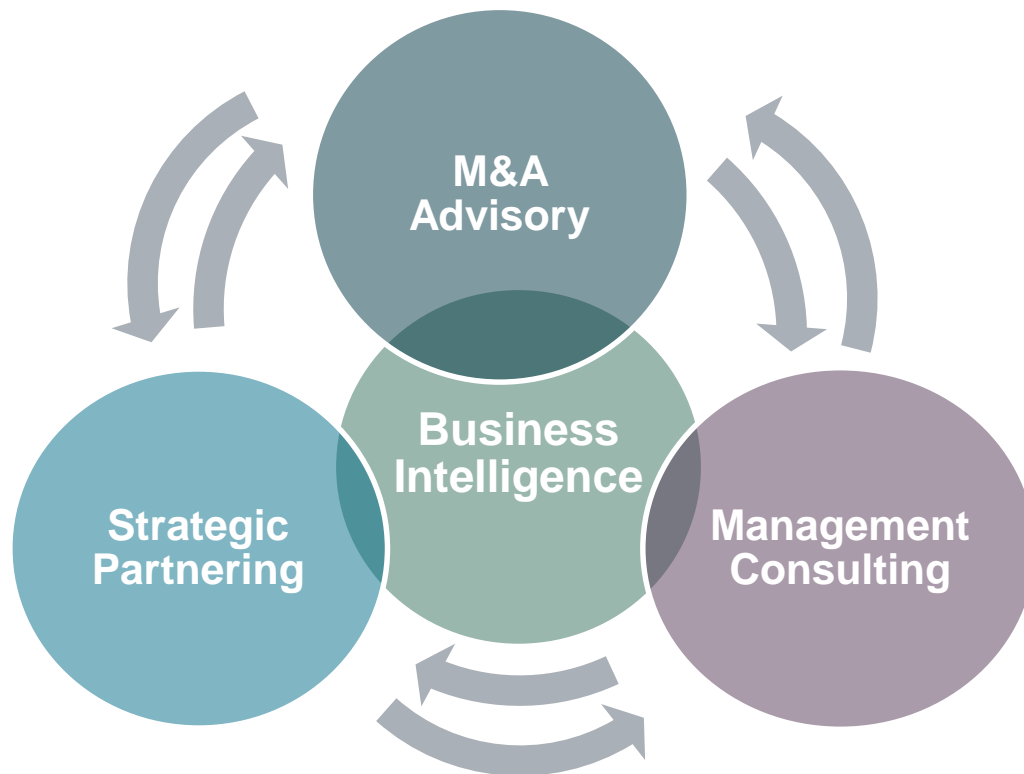 M&A
Advisory
Business
Intelligence
Strategic
Partnering
Management
Consulting